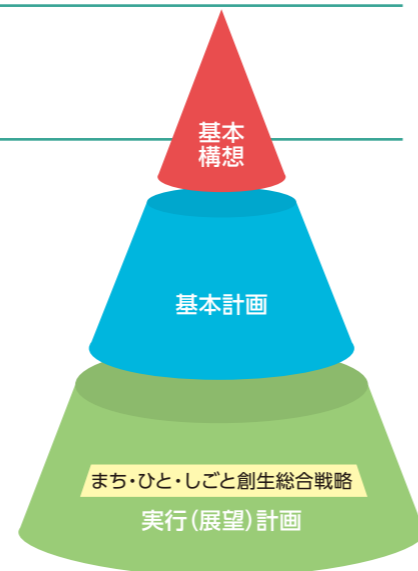 基本
構想
基本計画
まち・ひと・しごと創生総合戦略
実行(展望)計画